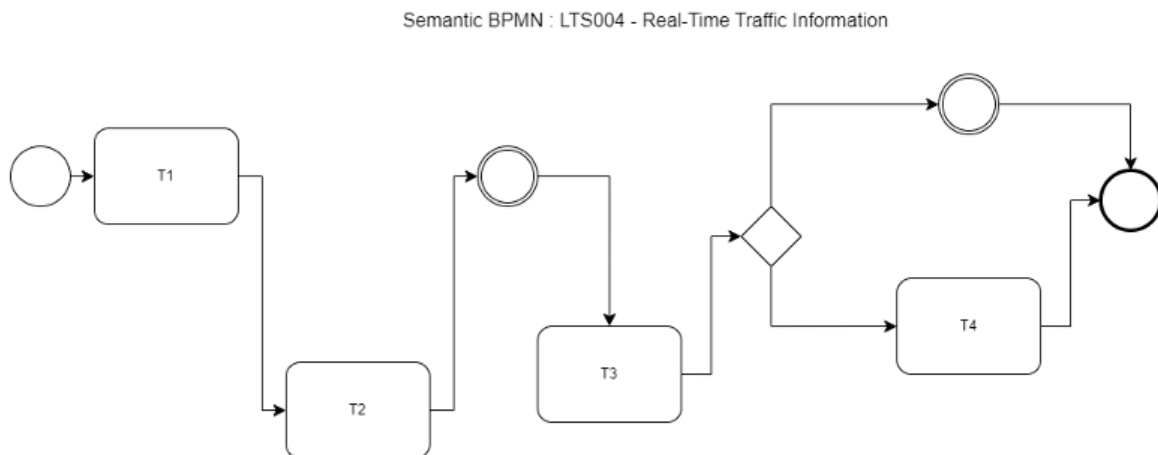 Semantic BPMN : LTS004 - Real-Time Traffic Information
T1
T2
T3
T4